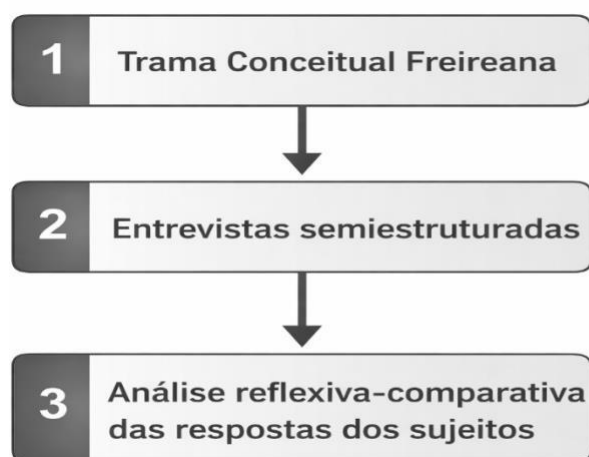 1 Trama Conceitual Freireana
2 Entrevistas semiestruturadas
3 Análise reflexiva-comparativa
das respostas dos sujeitos